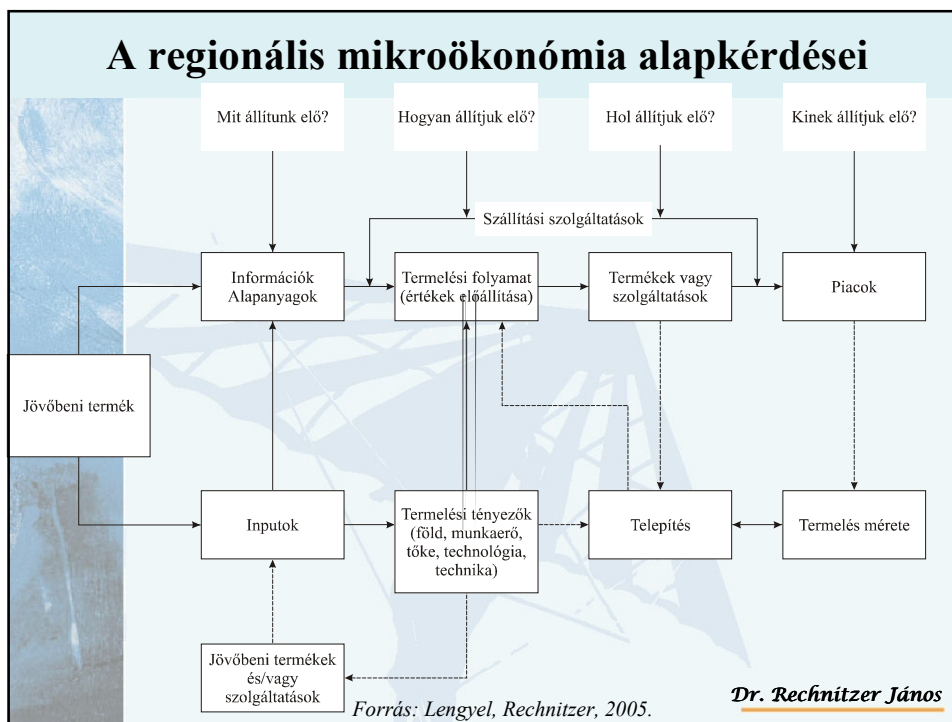 A regionális mikroökonómia alapkérdései
Mit állítunk elő?
Hogyan állítjuk elő?
Hol állítjuk elő?
Kinek állítjuk elő?
Szállítási szolgáltatások
Információk
Alapanyagok
Termelési folyamat
(értékek előállítása)
Termékek vagy
szolgáltatások
Piacok
Jövőbeni termék
Inputok
Termelési tényezők
(föld, munkaerő,
tőke, technológia,
technika)
Telepítés
Termelés mérete
Jövőbeni termékek
és/vagy
szolgáltatások
Forrás: Lengyel, Rechnitzer, 2005.
Dr. Rechnitzer János